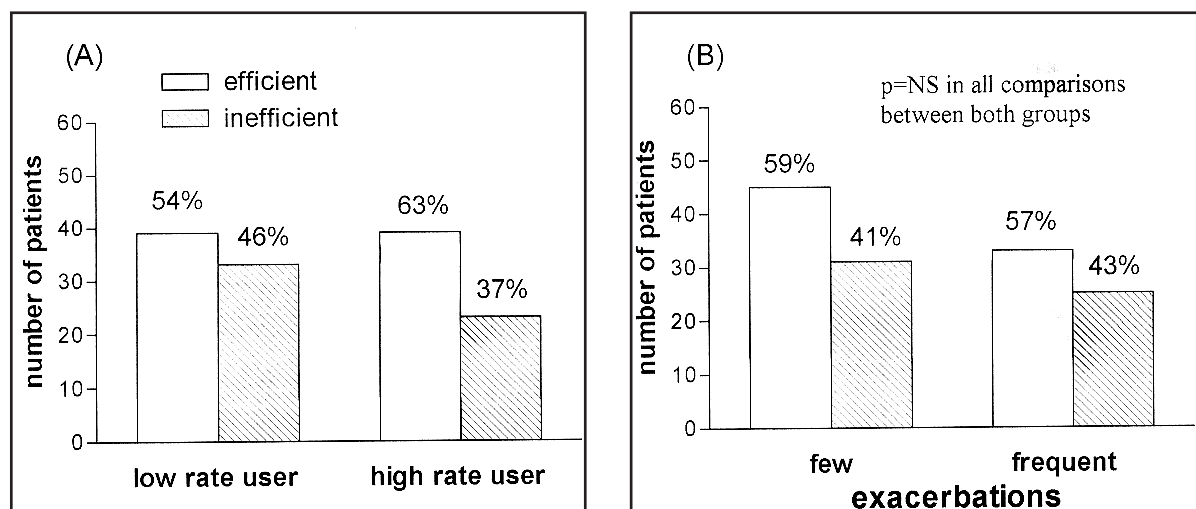 (A)
efficient
inefficient
number of patients
60
50
40
30
20
10
0
54%
46%
63%
37%
low rate user
high rate user
(B)
p=NS in all comparisons
between both groups
number of patients
60
50
40
30
20
10
0
59%
41%
57%
43%
few
frequent
exacerbations